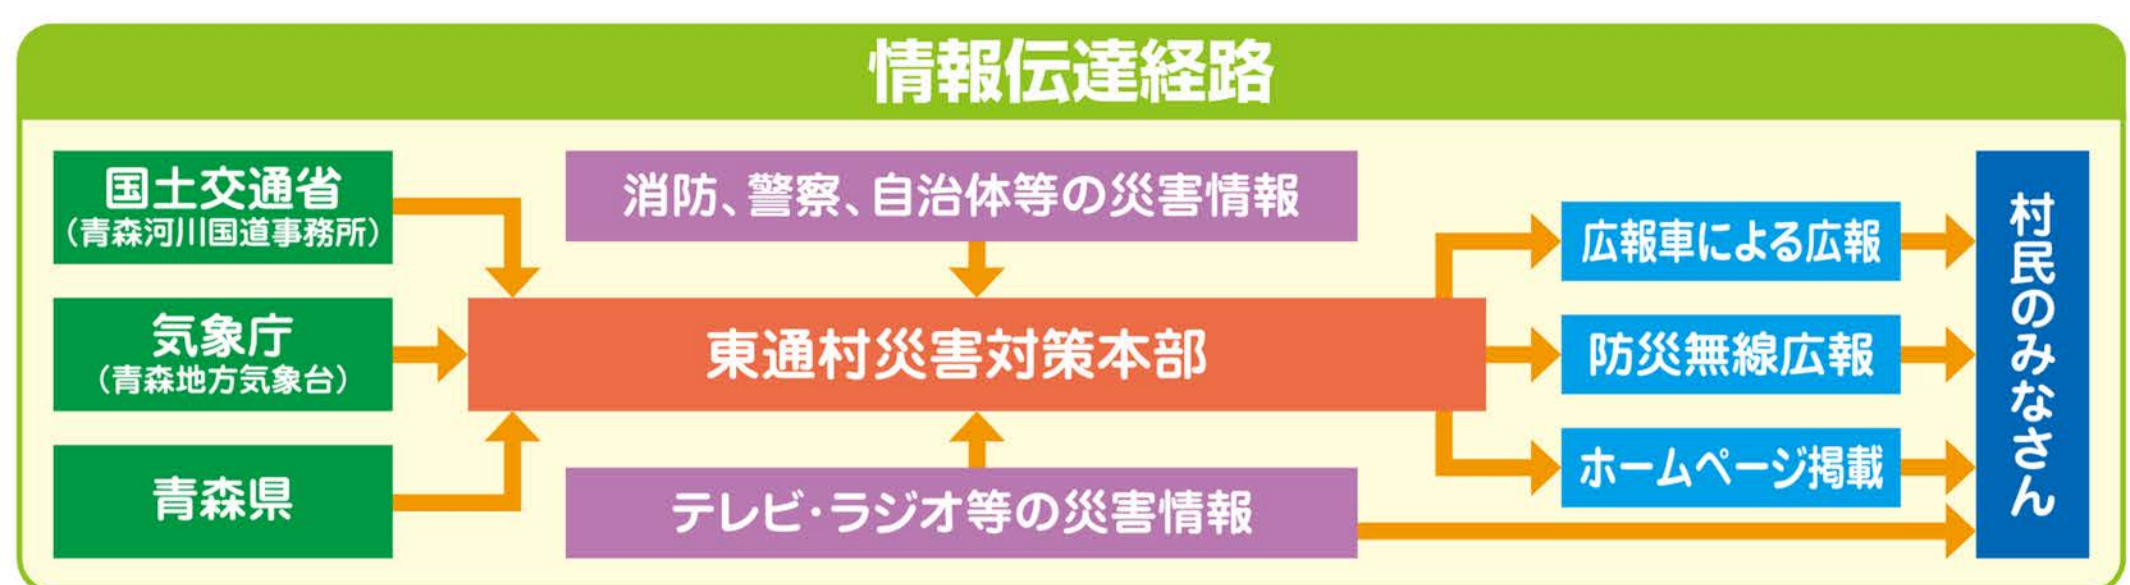 情報伝達経路
国土交通省
（青森河川国道事務所）
気象庁
（青森地方気象台）
青森県
消防、警察、自治体等の災害情報
東通村災害対策本部
テレビ・ラジオ等の災害情報
広報車による広報
防災無線広報
ホームページ掲載
村民のみなさん